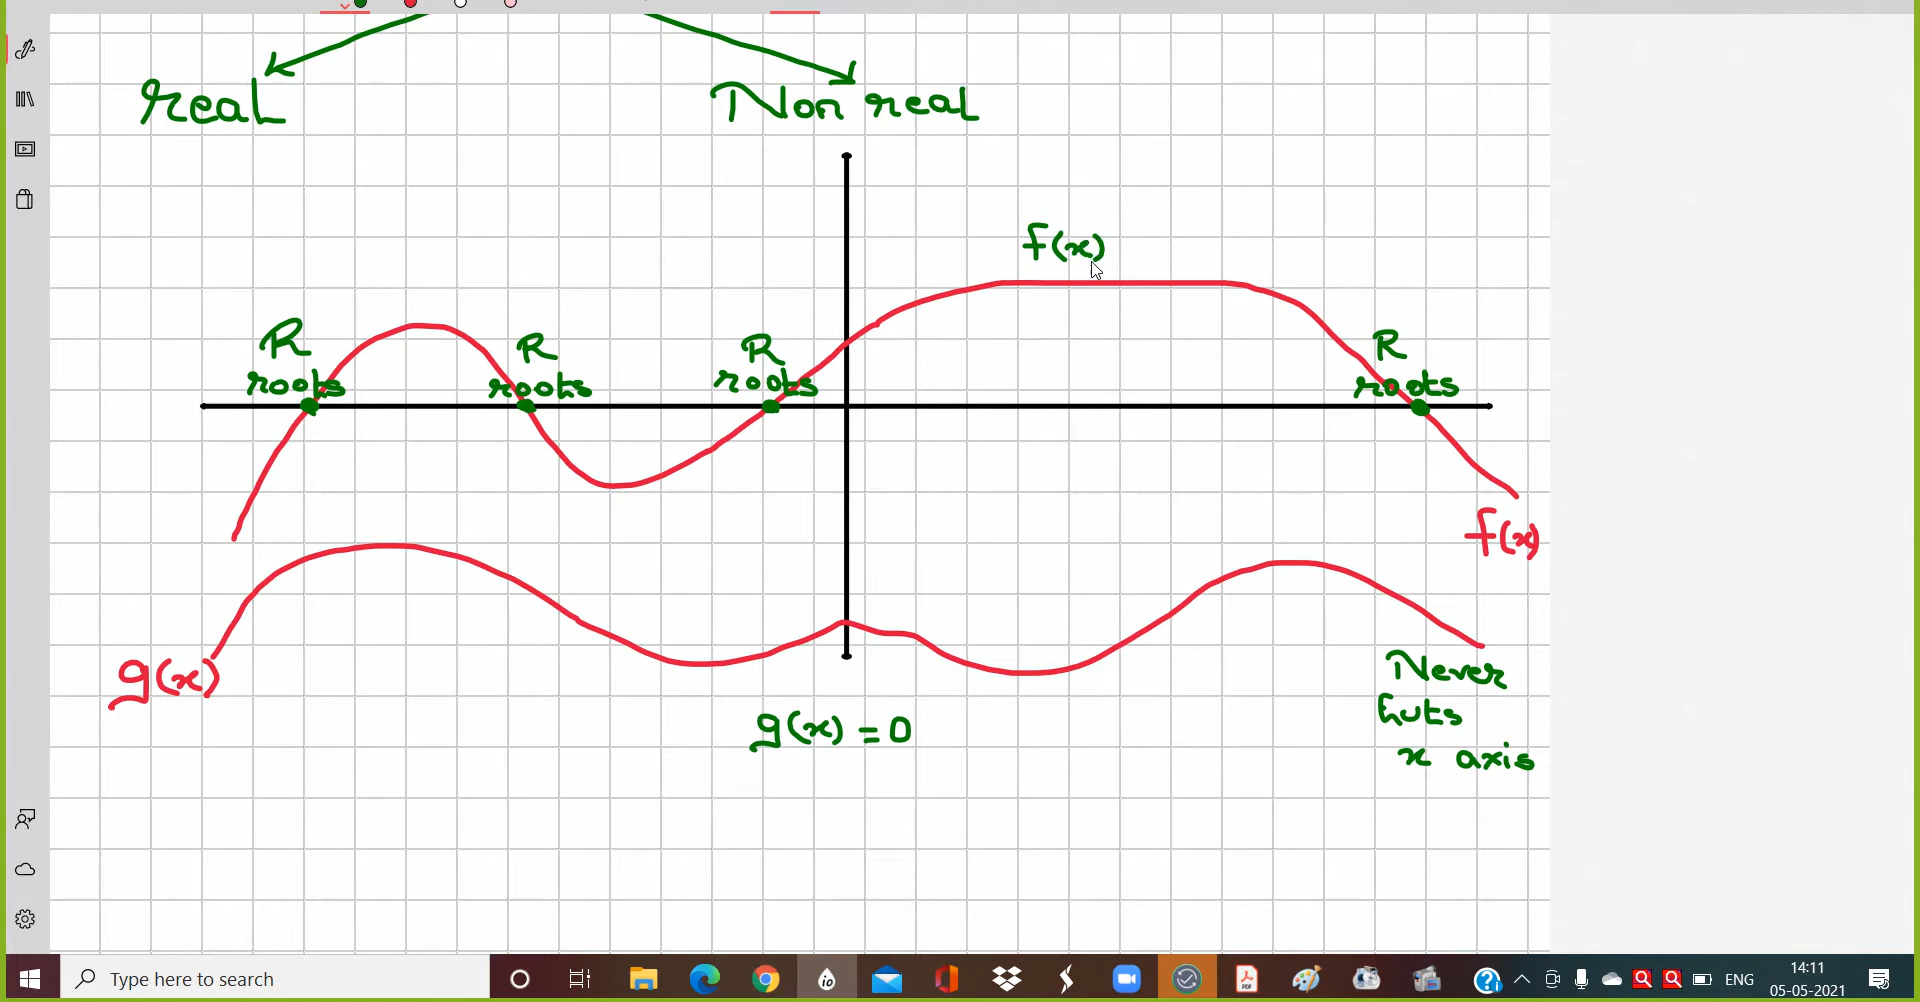 real
Non real
f(x)
R
roots
R
roots
R
roots
R
roots
f(x)
g(x)
g(x) = 0
Never
huts
x axis
Type here to search
ENG
14:11
05-05-2021